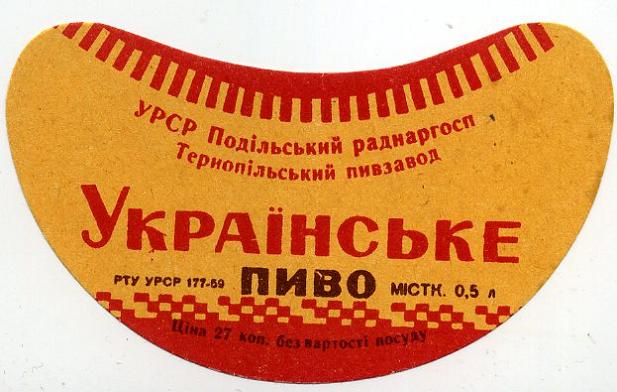 УРСР Подільський раднаргосп
Тернопільський пивзавод
Українське
РТУ УРСР 177-59 ПИВО МІСТК. 0,5 л
Ціна 27 коп. без вартості посуду